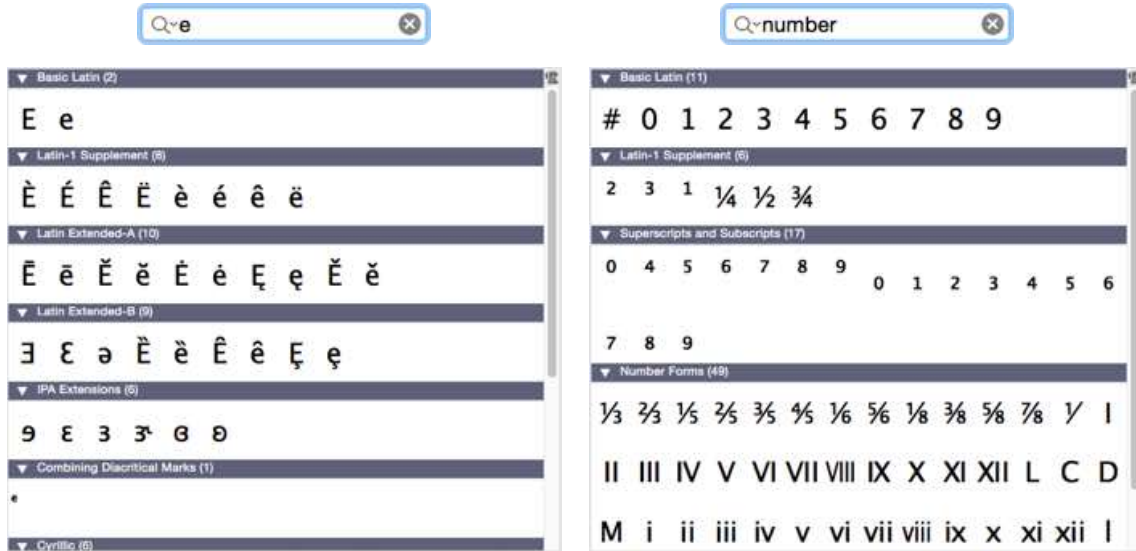 e
Basic Latin (2)
E e
Latin-1 Supplement (8)
È É Ê Ë è é ê ë
Latin Extended-A (10)
Ē ē Ĕ ĕ Ė ė Ę ę Ě ě
Latin Extended-B (9)
Ǝ Ɛ ǝ Ȅ ȅ Ȇ ȇ Ȩ ȩ
IPA Extensions (6)
ɘ ɛ ɜ ɝ ɞ ʚ
Combining Diacritical Marks (1)
ͤ
Cyrillic (6)
number
Basic Latin (11)
# 0 1 2 3 4 5 6 7 8 9
Latin-1 Supplement (6)
² ³ ¹ ¼ ½ ¾
Superscripts and Subscripts (17)
⁰ ⁴ ⁵ ⁶ ⁷ ⁸ ⁹ ₀ ₁ ₂ ₃ ₄ ₅ ₆
₇ ₈ ₉
Number Forms (49)
⅓ ⅔ ⅕ ⅖ ⅗ ⅘ ⅙ ⅚ ⅛ ⅜ ⅝ ⅞ ⅟ Ⅰ
Ⅱ Ⅲ Ⅳ Ⅴ Ⅵ Ⅶ Ⅷ Ⅸ Ⅹ Ⅺ Ⅻ Ⅼ Ⅽ Ⅾ
Ⅿ ⅰ ⅱ ⅲ ⅳ ⅴ ⅵ ⅶ ⅷ ⅸ ⅹ ⅺ ⅻ ⅼ